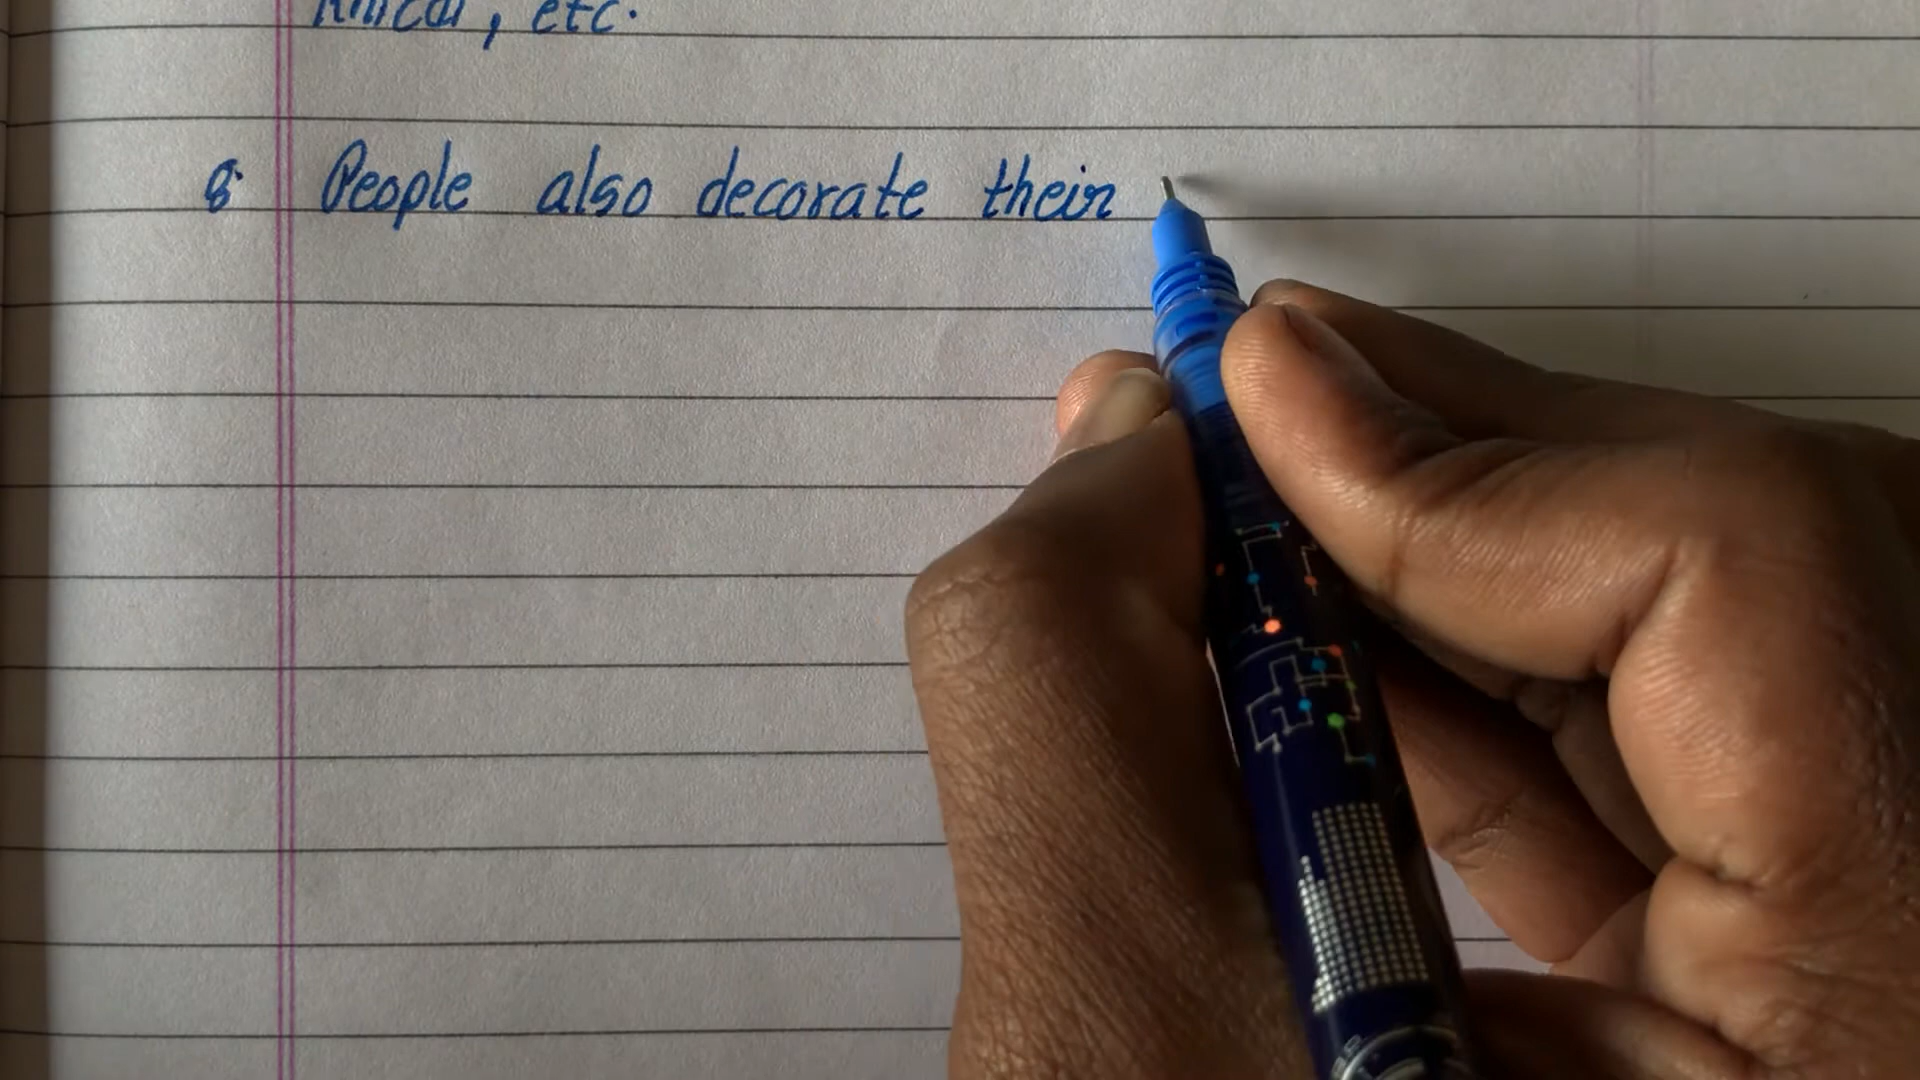 etc.
8. People also decorate their